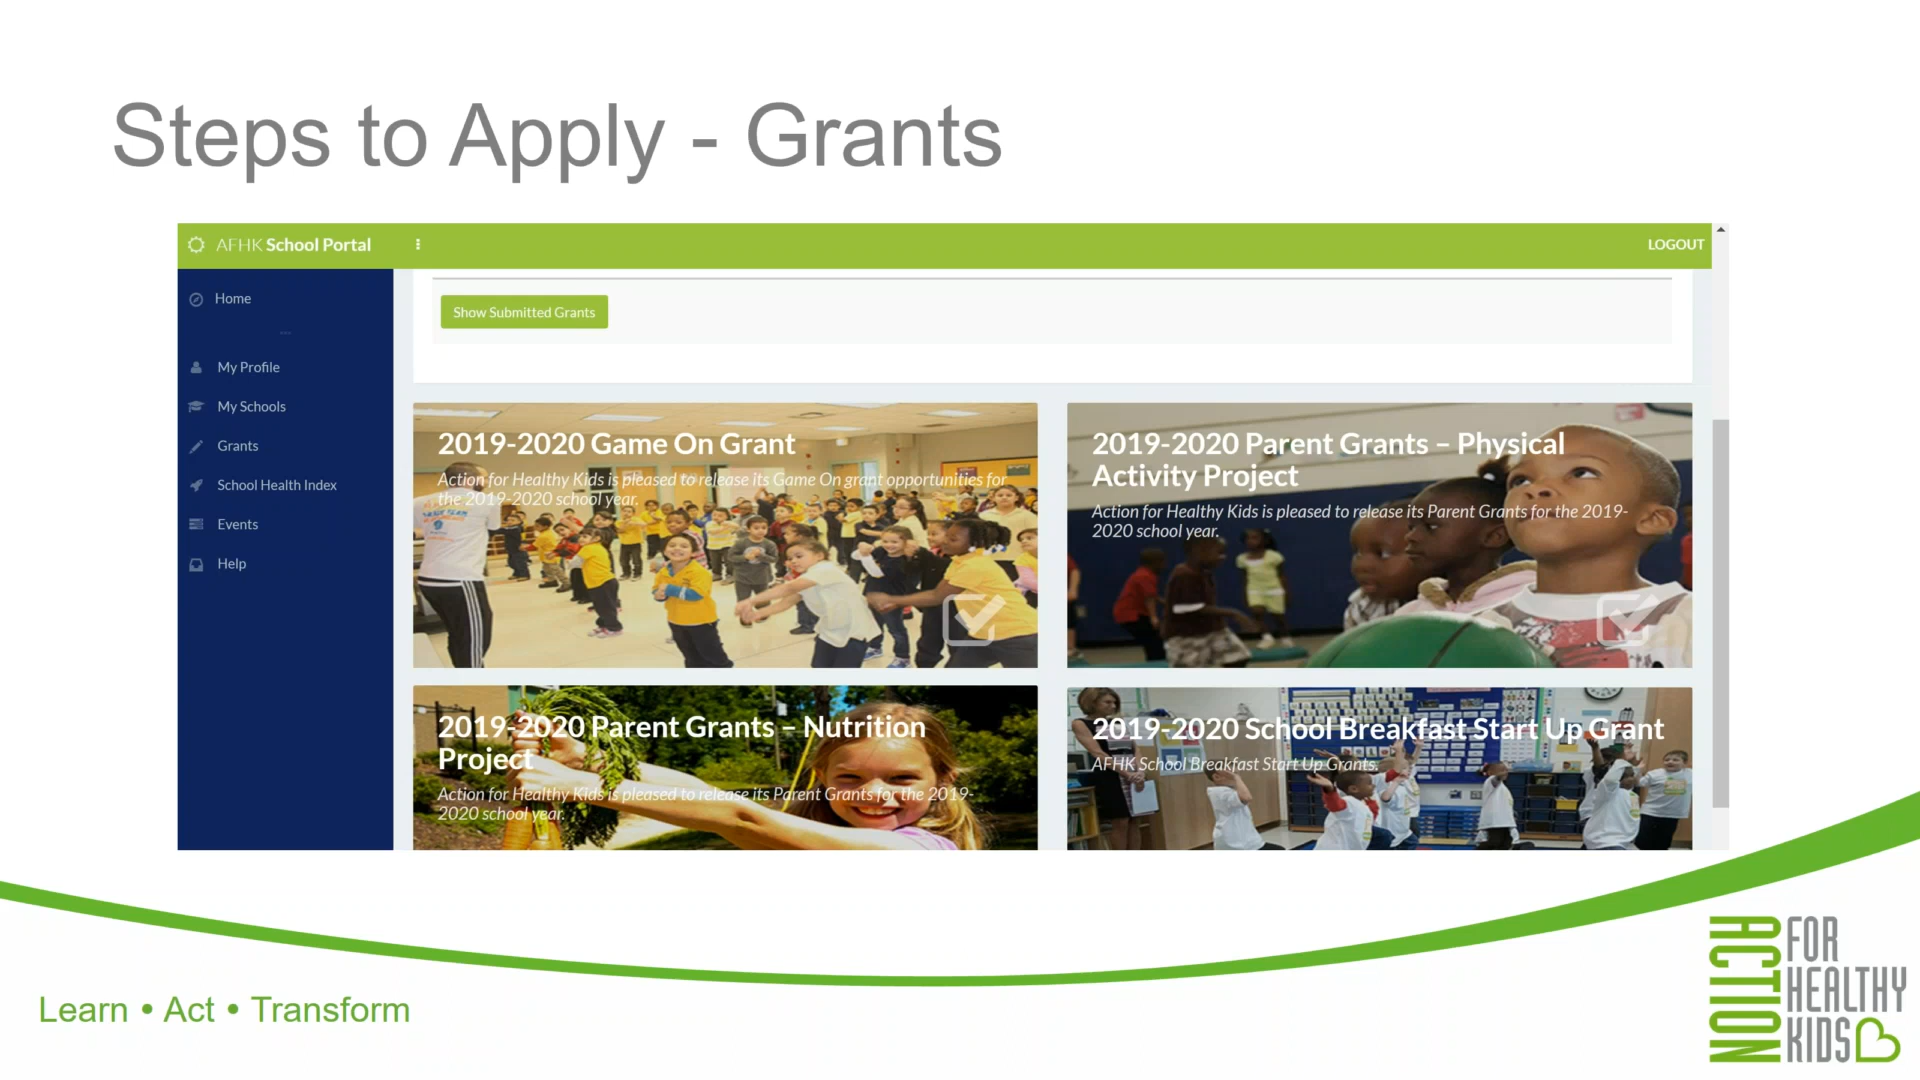 Steps to Apply - Grants
AFHK School Portal
LOGOUT
Home
My Profile
My Schools
Grants
School Health Index
Events
Help
Show Submitted Grants
2019-2020 Game On Grant
Action for Healthy Kids is pleased to release its Game On grant opportunities for
the 2019-2020 school year.
2019-2020 Parent Grants – Physical
Activity Project
Action for Healthy Kids is pleased to release its Parent Grants for the 2019-
2020 school year.
2019-2020 Parent Grants – Nutrition
Project
Action for Healthy Kids is pleased to release its Parent Grants for the 2019-
2020 school year.
2019-2020 School Breakfast Start Up Grant
AFHK School Breakfast Start Up Grants.
Learn • Act • Transform
ACTION
FOR
HEALTHY
KIDS